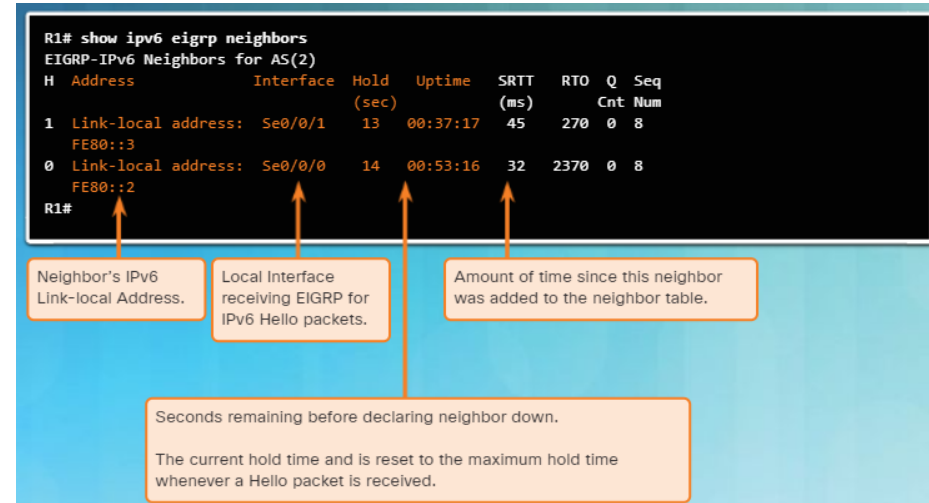 R1# show ipv6 eigrp neighbors
EIGRP-IPv6 Neighbors for AS(2)
H Address Interface Hold Uptime SRTT RTO Q Seq
(sec) (ms) Cnt Num
1 Link-local address: Se0/0/1 13 00:37:17 45 270 0 8
FE80::3
0 Link-local address: Se0/0/0 14 00:53:16 32 2370 0 8
FE80::2
R1#
Neighbor's IPv6
Link-local Address.
Local Interface
receiving EIGRP for
IPv6 Hello packets.
Amount of time since this neighbor
was added to the neighbor table.
Seconds remaining before declaring neighbor down.
The current hold time and is reset to the maximum hold time
whenever a Hello packet is received.